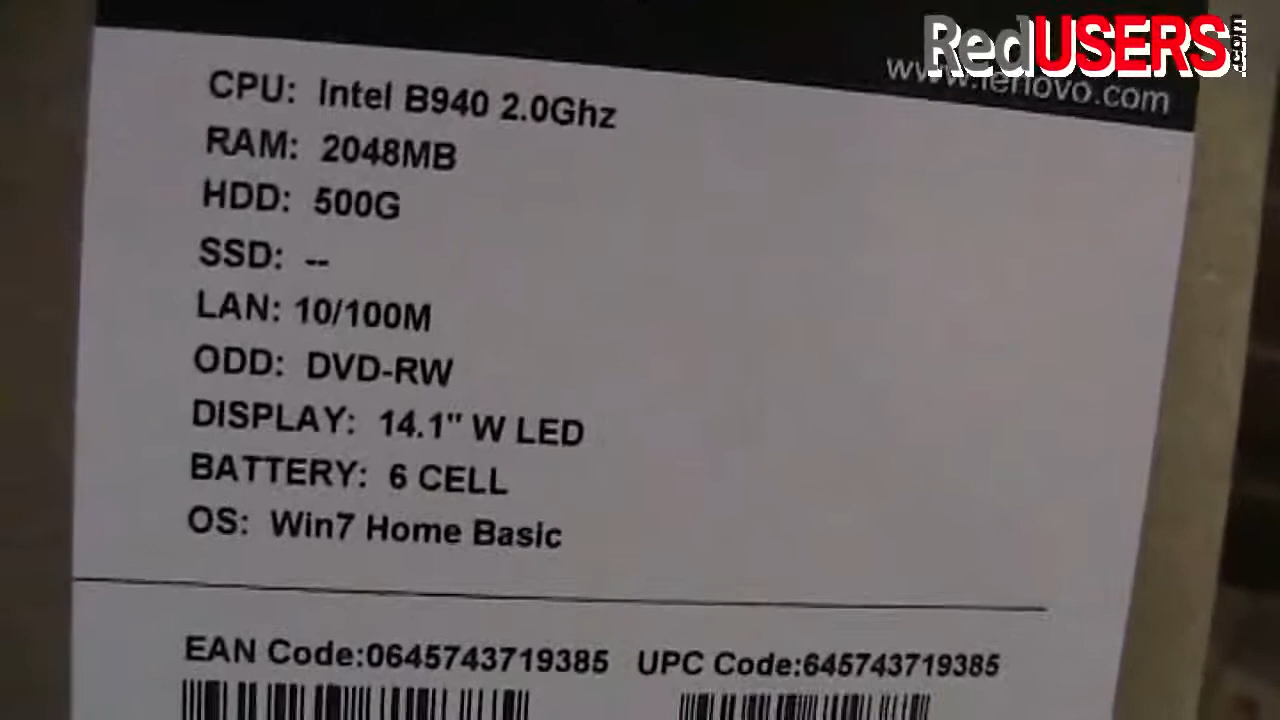 RedUSERS.com
www.lenovo.com
CPU: Intel B940 2.0Ghz
RAM: 2048MB
HDD: 500G
SSD: --
LAN: 10/100M
ODD: DVD-RW
DISPLAY: 14.1" W LED
BATTERY: 6 CELL
OS: Win7 Home Basic
EAN Code:0645743719385 UPC Code:645743719385